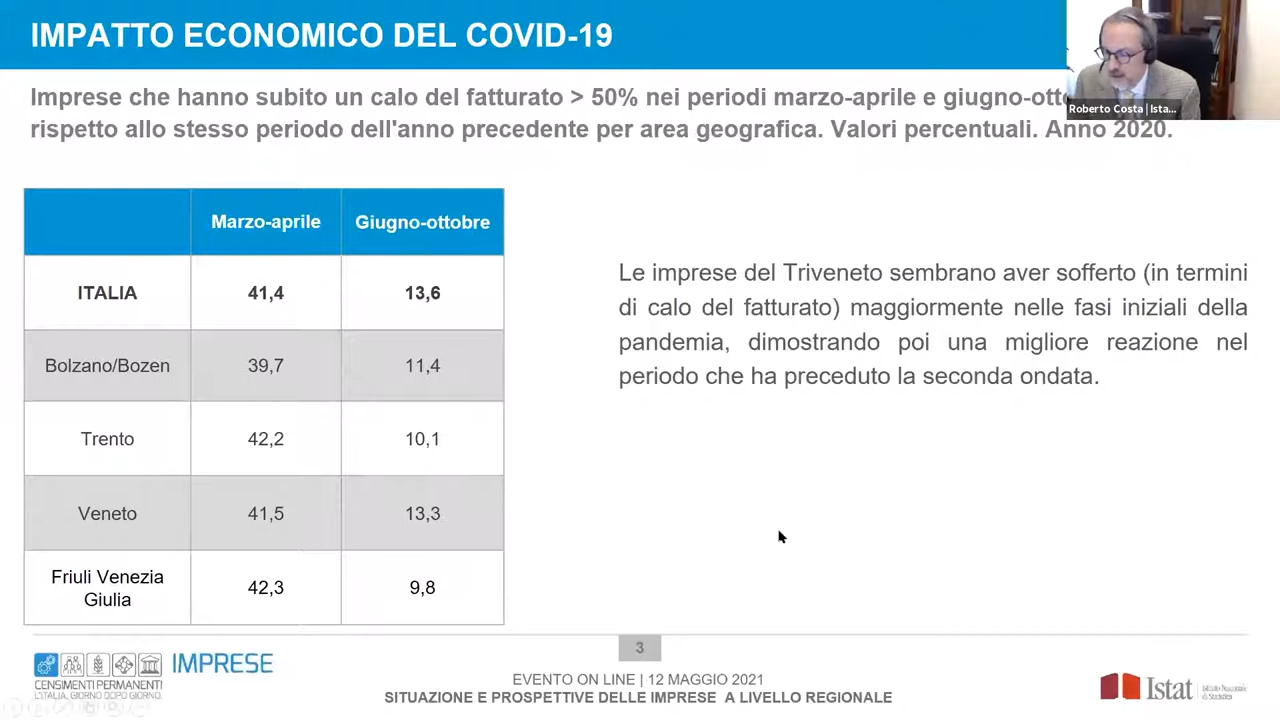 IMPATTO ECONOMICO DEL COVID-19
Imprese che hanno subito un calo del fatturato > 50% nei periodi marzo-aprile e
rispetto allo stesso periodo dell'anno precedente per area geografica. Valori percentuali. Anno 2020.
Roberto Costa | Ista...
Marzo-aprile Giugno-ottobre
ITALIA 41,4 13,6
Bolzano/Bozen 39,7 11,4
Trento 42,2 10,1
Veneto 41,5 13,3
Friuli Venezia
Giulia 42,3 9,8
Le imprese del Triveneto sembrano aver sofferto (in termini
di calo del fatturato) maggiormente nelle fasi iniziali della
pandemia, dimostrando poi una migliore reazione nel
periodo che ha preceduto la seconda ondata.
3
IMPRESE
CENSIMENTI PERMANENTI
L'ITALIA, GIORNO DOPO GIORNO.
EVENTO ON LINE | 12 MAGGIO 2021
SITUAZIONE E PROSPETTIVE DELLE IMPRESE A LIVELLO REGIONALE
Istat
Istituto Nazionale
di Statistica